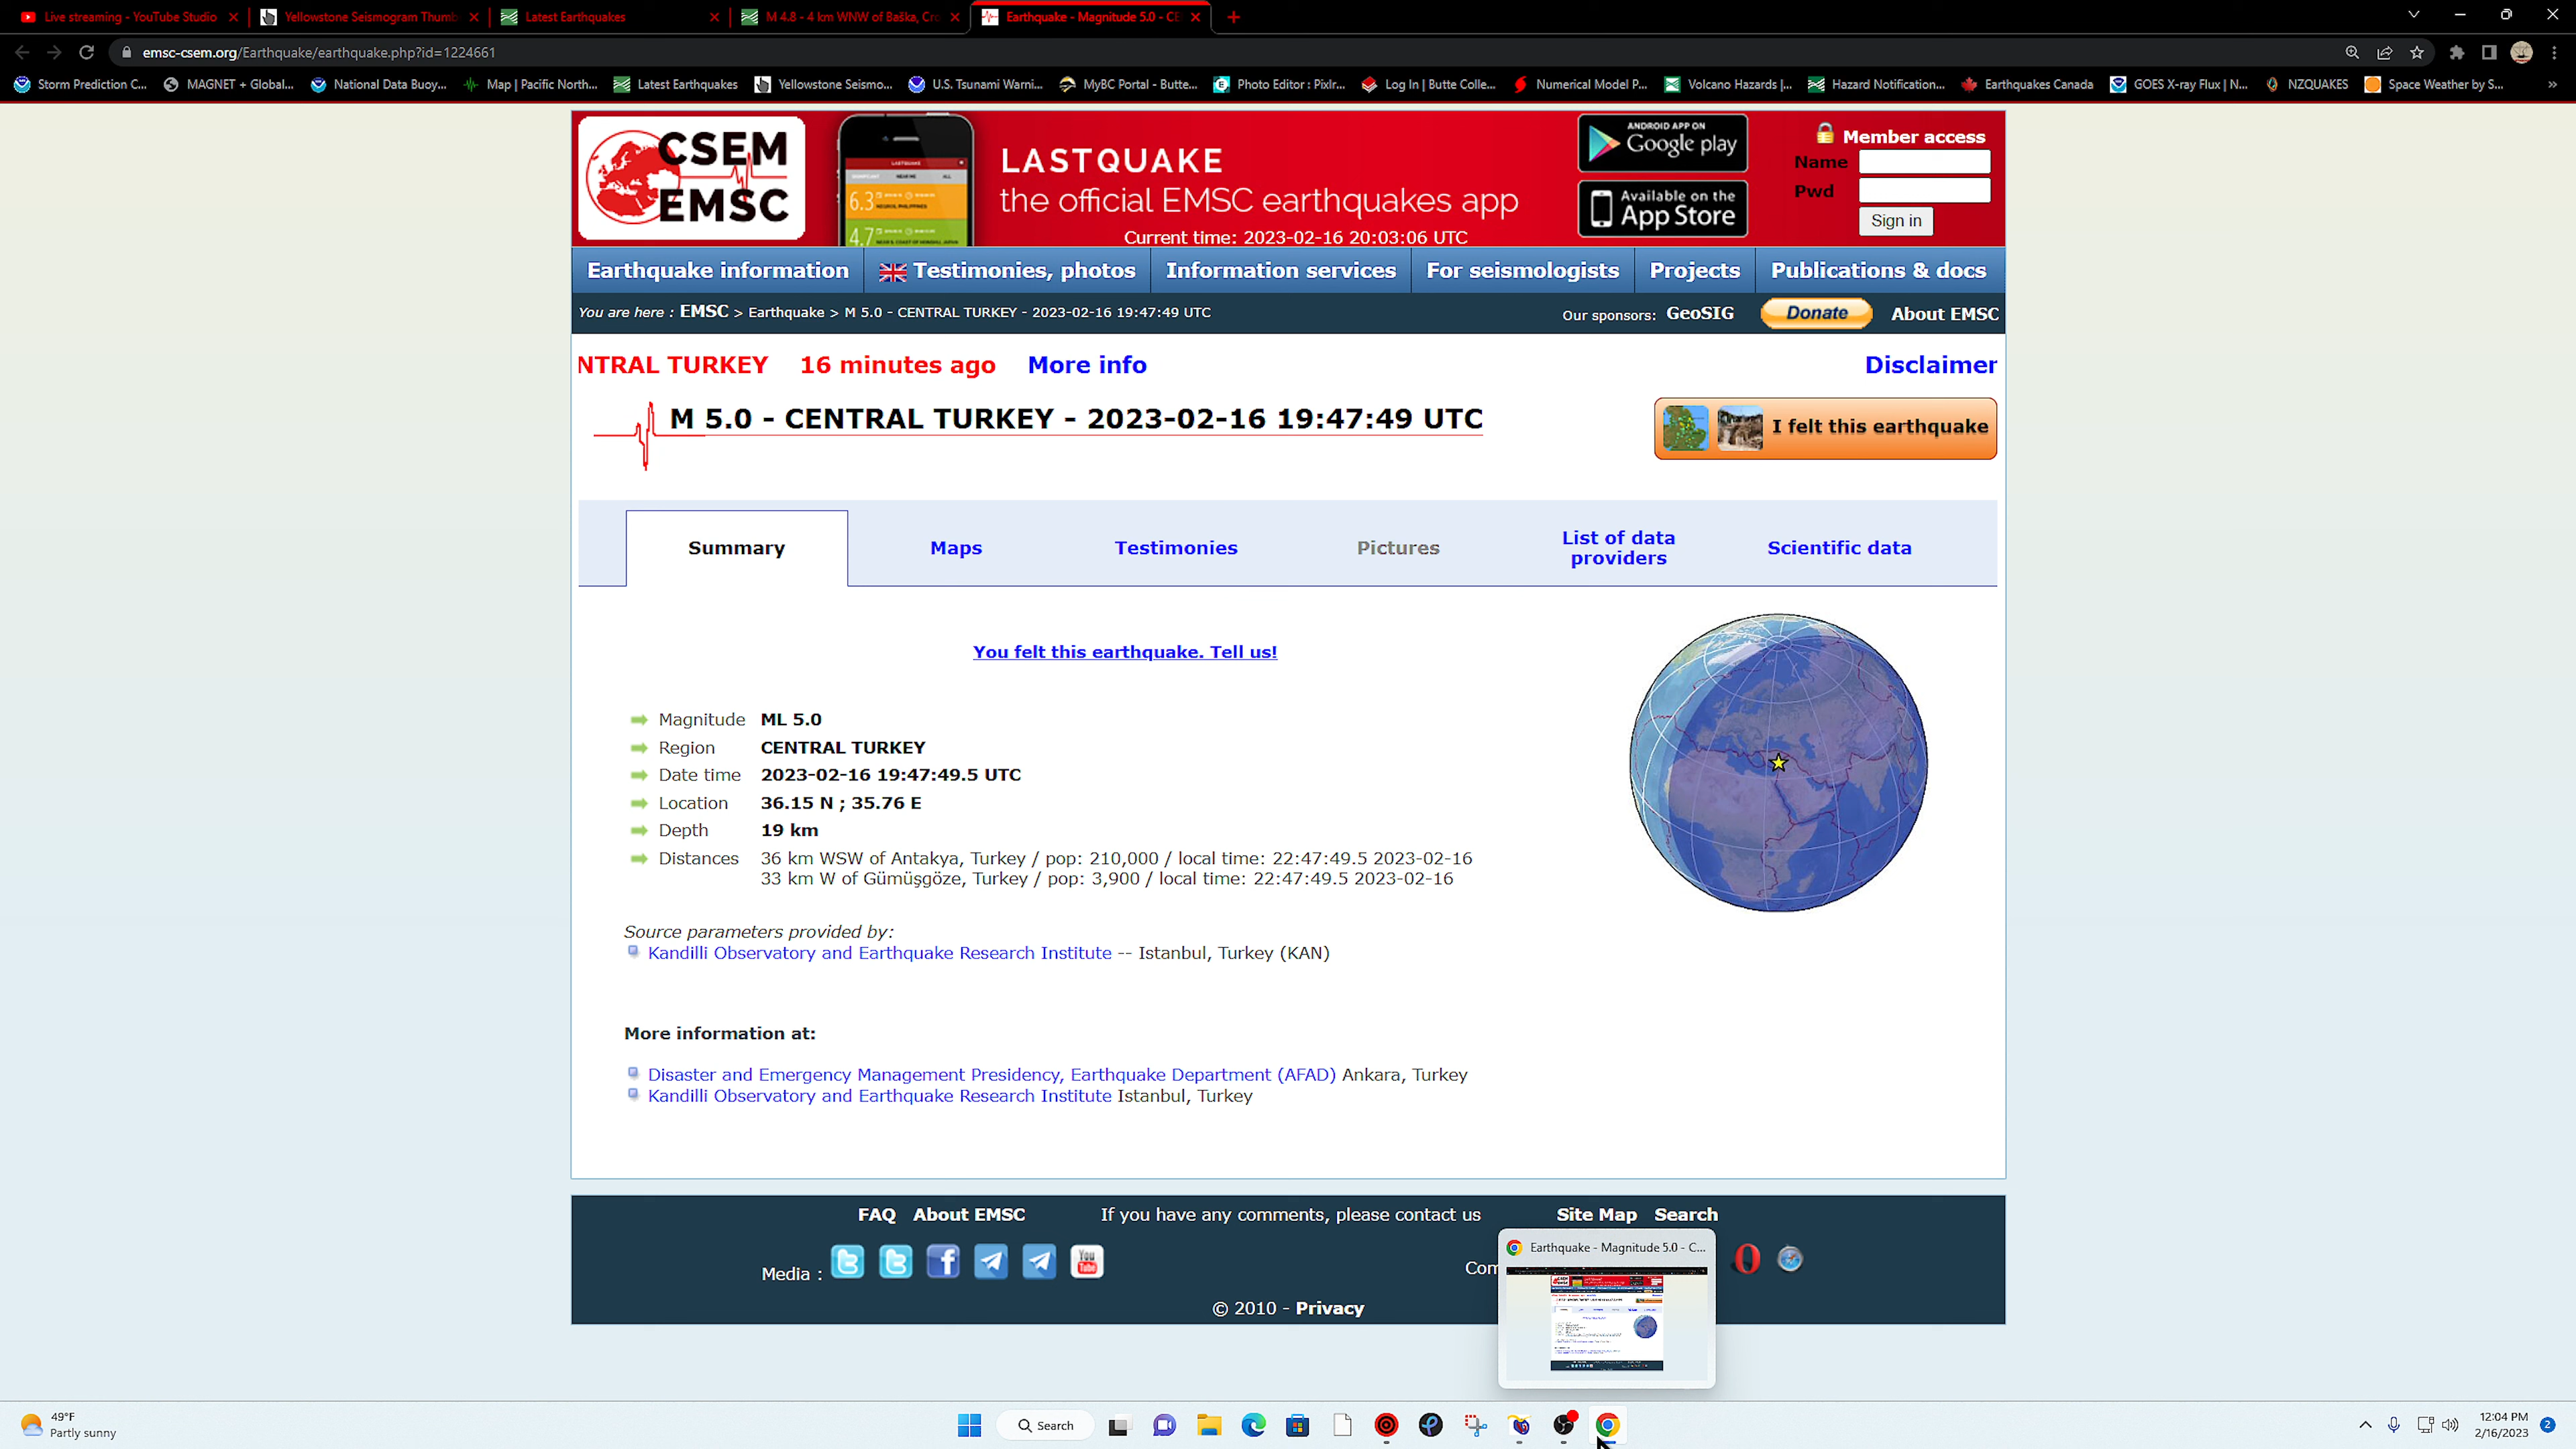 Live streaming - YouTube Studio
Yellowstone Seismogram Thumb
Latest Earthquakes
M 4.8 - 4 km WNW of Baška, Cro
Earthquake - Magnitude 5.0 - CE
emsc-csem.org/Earthquake/earthquake.php?id=1224661
Storm Prediction C...
MAGNET + Global...
National Data Buoy...
Map | Pacific North...
Latest Earthquakes
Yellowstone Seismo...
U.S. Tsunami Warni...
MyBC Portal - Butte...
Photo Editor : Pixlr...
Log In | Butte Colle...
Numerical Model P...
Volcano Hazards |...
Hazard Notification...
Earthquakes Canada
GOES X-ray Flux | N...
NZQUAKES
Space Weather by S...
CSEM
EMSC
LASTQUAKE
6.3
4.7
LASTQUAKE
the official EMSC earthquakes app
Current time: 2023-02-16 20:03:06 UTC
ANDROID APP ON
Google play
Available on the
App Store
Member access
Name
Pwd
Sign in
Earthquake information
Testimonies, photos
Information services
For seismologists
Projects
Publications & docs
You are here : EMSC > Earthquake > M 5.0 - CENTRAL TURKEY - 2023-02-16 19:47:49 UTC
Our sponsors: GeoSIG
Donate
About EMSC
NTRAL TURKEY 16 minutes ago More info
Disclaimer
M 5.0 - CENTRAL TURKEY - 2023-02-16 19:47:49 UTC
I felt this earthquake
Summary
Maps
Testimonies
Pictures
List of data
providers
Scientific data
You felt this earthquake. Tell us!
Magnitude ML 5.0
Region CENTRAL TURKEY
Date time 2023-02-16 19:47:49.5 UTC
Location 36.15 N ; 35.76 E
Depth 19 km
Distances 36 km WSW of Antakya, Turkey / pop: 210,000 / local time: 22:47:49.5 2023-02-16
33 km W of Gümüşgöze, Turkey / pop: 3,900 / local time: 22:47:49.5 2023-02-16
Source parameters provided by:
Kandilli Observatory and Earthquake Research Institute -- Istanbul, Turkey (KAN)
More information at:
Disaster and Emergency Management Presidency, Earthquake Department (AFAD) Ankara, Turkey
Kandilli Observatory and Earthquake Research Institute Istanbul, Turkey
FAQ About EMSC If you have any comments, please contact us Site Map Search
Media :
You Tube
Com
© 2010 - Privacy
Earthquake - Magnitude 5.0 - C...
49°F
Partly sunny
Search
12:04 PM
2/16/2023
2